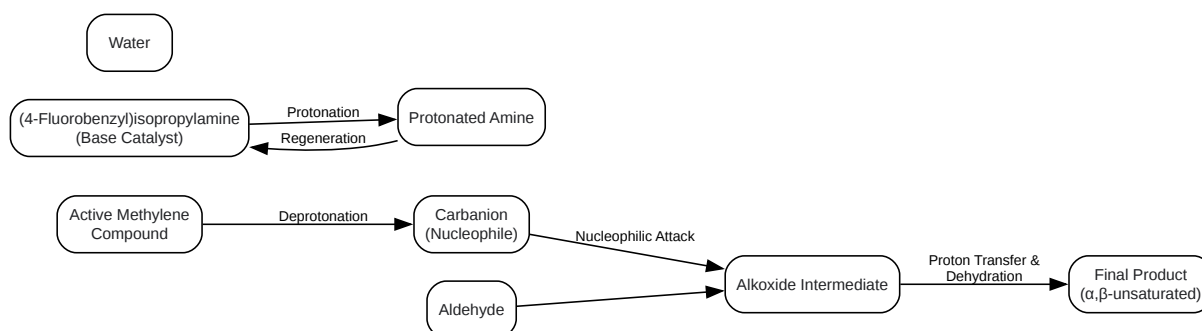 Water
(4-Fluorobenzyl)isopropylamine
(Base Catalyst)
Protonation
Regeneration
Protonated Amine
Active Methylene
Compound
Deprotonation
Carbanion
(Nucleophile)
Nucleophilic Attack
Aldehyde
Alkoxide Intermediate
Proton Transfer &
Dehydration
Final Product
(α,β-unsaturated)